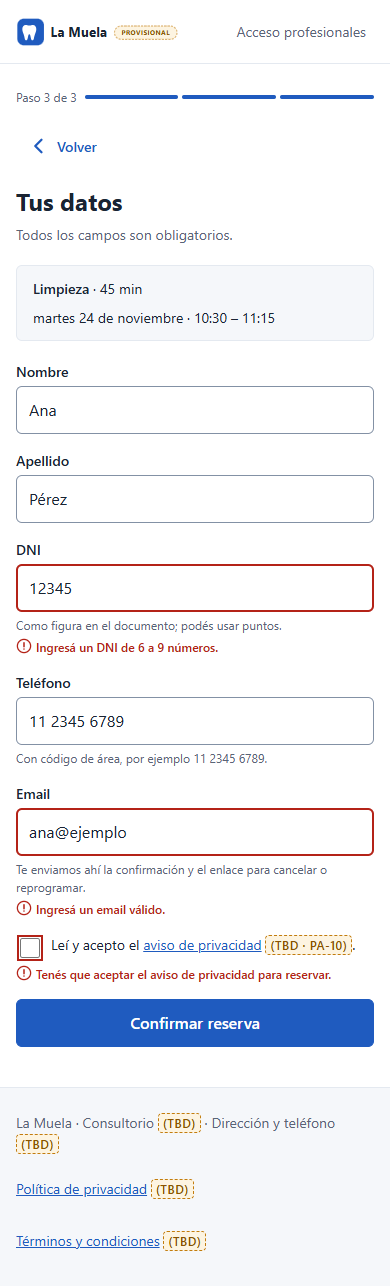 La Muela PROVISIONAL Acceso profesionales
Paso 3 de 3
Volver
Tus datos
Todos los campos son obligatorios.
Limpieza · 45 min
martes 24 de noviembre · 10:30 – 11:15
Nombre
Ana
Apellido
Pérez
DNI
12345
Como figura en el documento; podés usar puntos.
Ingresá un DNI de 6 a 9 números.
Teléfono
11 2345 6789
Con código de área, por ejemplo 11 2345 6789.
Email
ana@ejemplo
Te enviamos ahí la confirmación y el enlace para cancelar o
reprogramar.
Ingresá un email válido.
Leí y acepto el aviso de privacidad (TBD · PA-10).
Tenés que aceptar el aviso de privacidad para reservar.
Confirmar reserva
La Muela · Consultorio (TBD) · Dirección y teléfono
(TBD)
Política de privacidad (TBD)
Términos y condiciones (TBD)